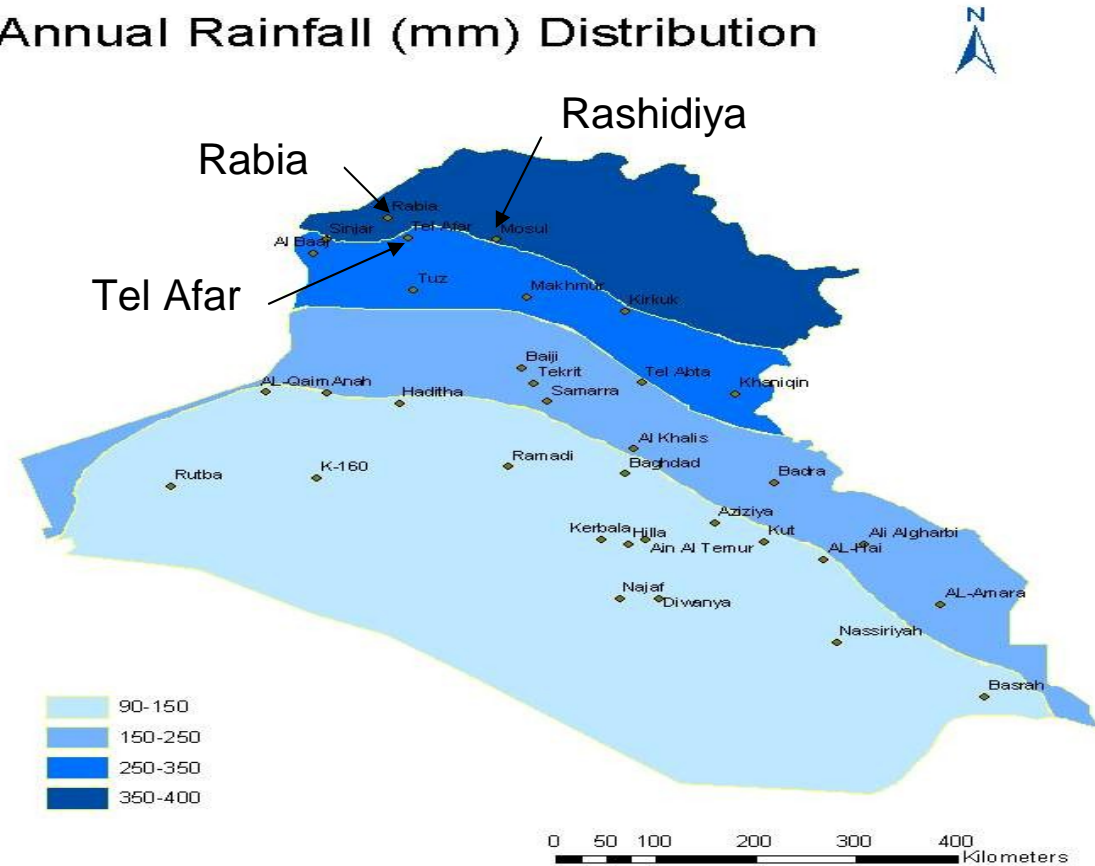 Annual Rainfall (mm) Distribution
N
Rashidiya
Rabia
Rabia
Sinjar
Tel Afar
Mosul
Al Baaj
Tel Afar
Tuz
Makhmur
Kirkuk
Baiji
Tekrit
Tel Abta
Khaniqin
AL-Qaim
Anah
Haditha
Samarra
Al Khalis
Ramadi
Baghdad
Badra
Rutba
K-160
Aziziya
Kerbala
Hilla
Kut
Ali Algharbi
Ain Al Temur
AL-Hai
Najaf
Diwanya
AL-Amara
Nassiriyah
Basrah
90-150
150-250
250-350
350-400
0 50 100 200 300 400
Kilometers